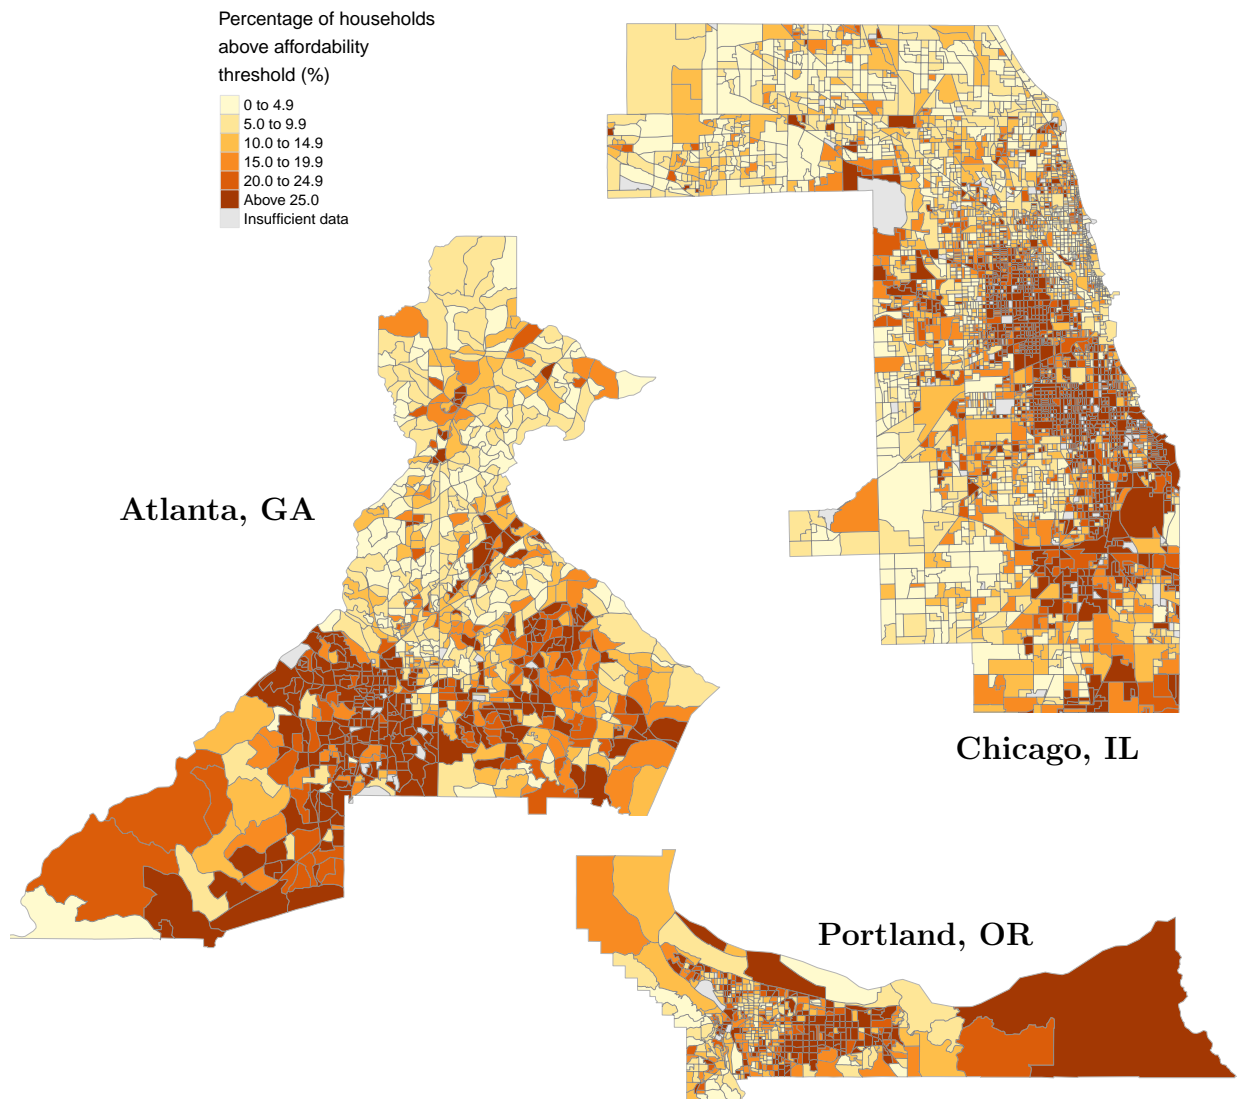 Percentage of households
above affordability
threshold (%)
0 to 4.9
5.0 to 9.9
10.0 to 14.9
15.0 to 19.9
20.0 to 24.9
Above 25.0
Insufficient data
Atlanta, GA
Chicago, IL
Portland, OR